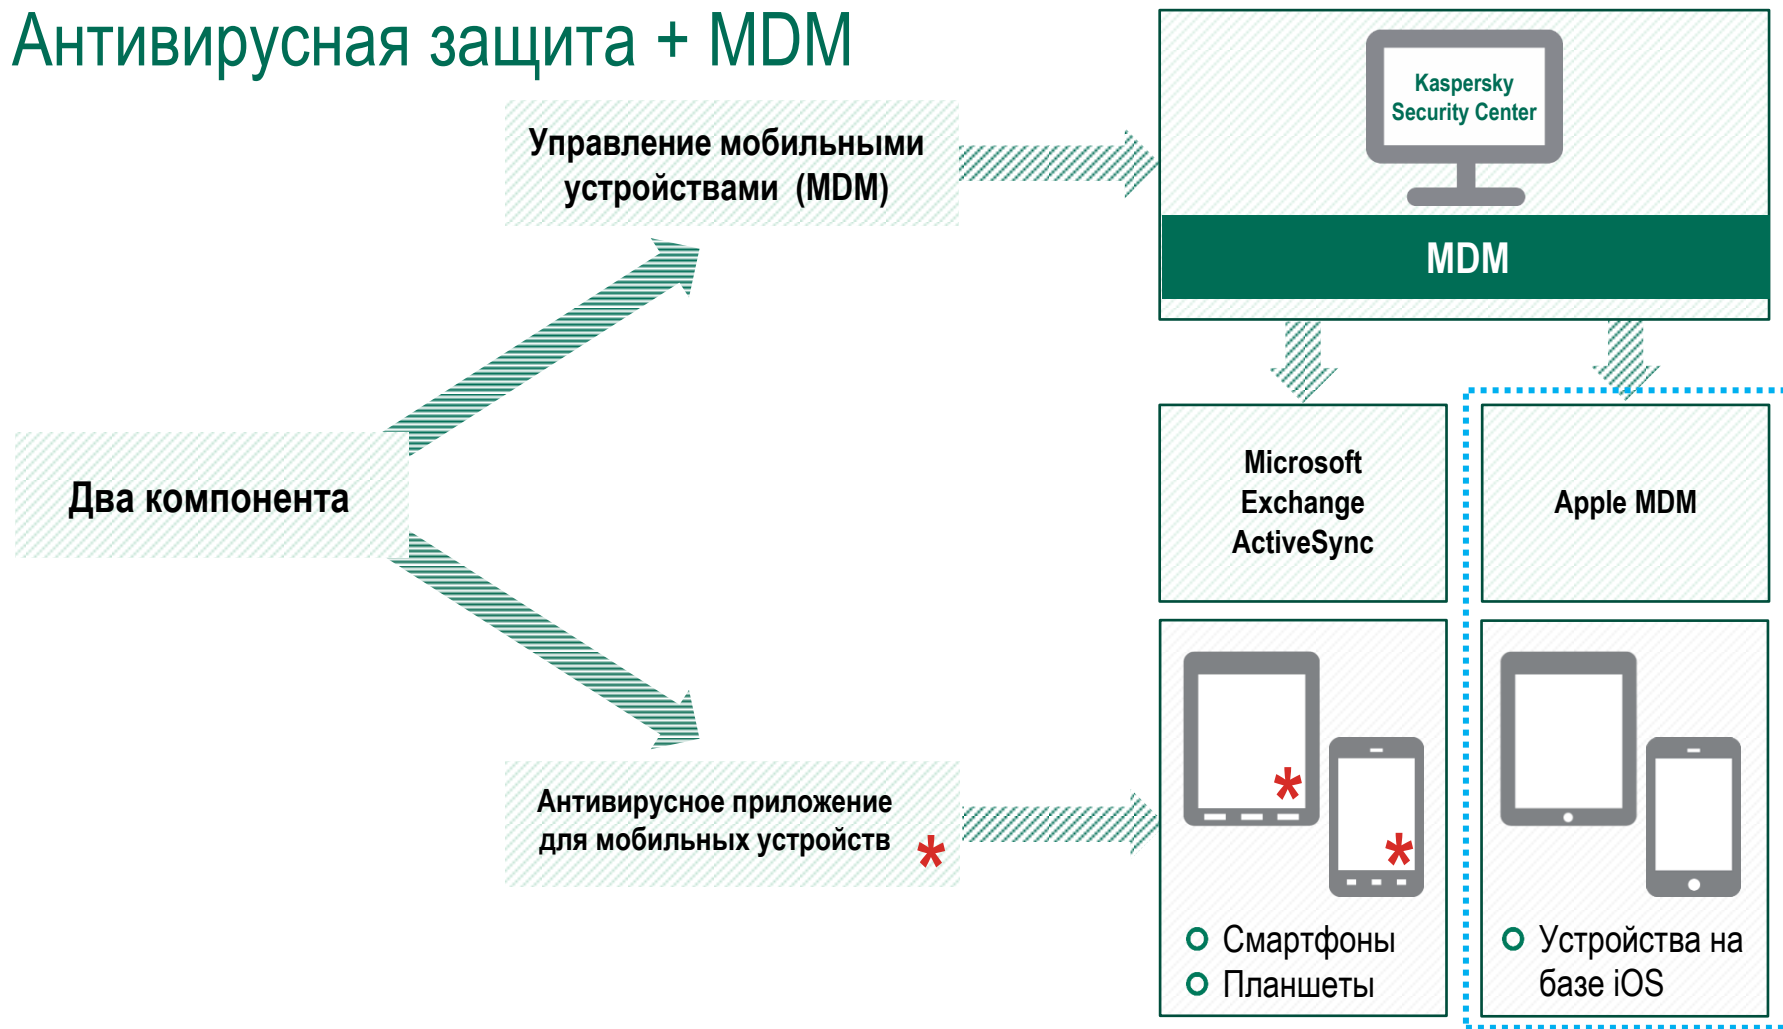 Антивирусная защита + MDM
Kaspersky
Security Center
Управление мобильными
устройствами (MDM)
MDM
Два компонента
Microsoft
Exchange
ActiveSync
Apple MDM
Антивирусное приложение
для мобильных устройств *
*
*
Смартфоны
Планшеты
Устройства на
базе iOS